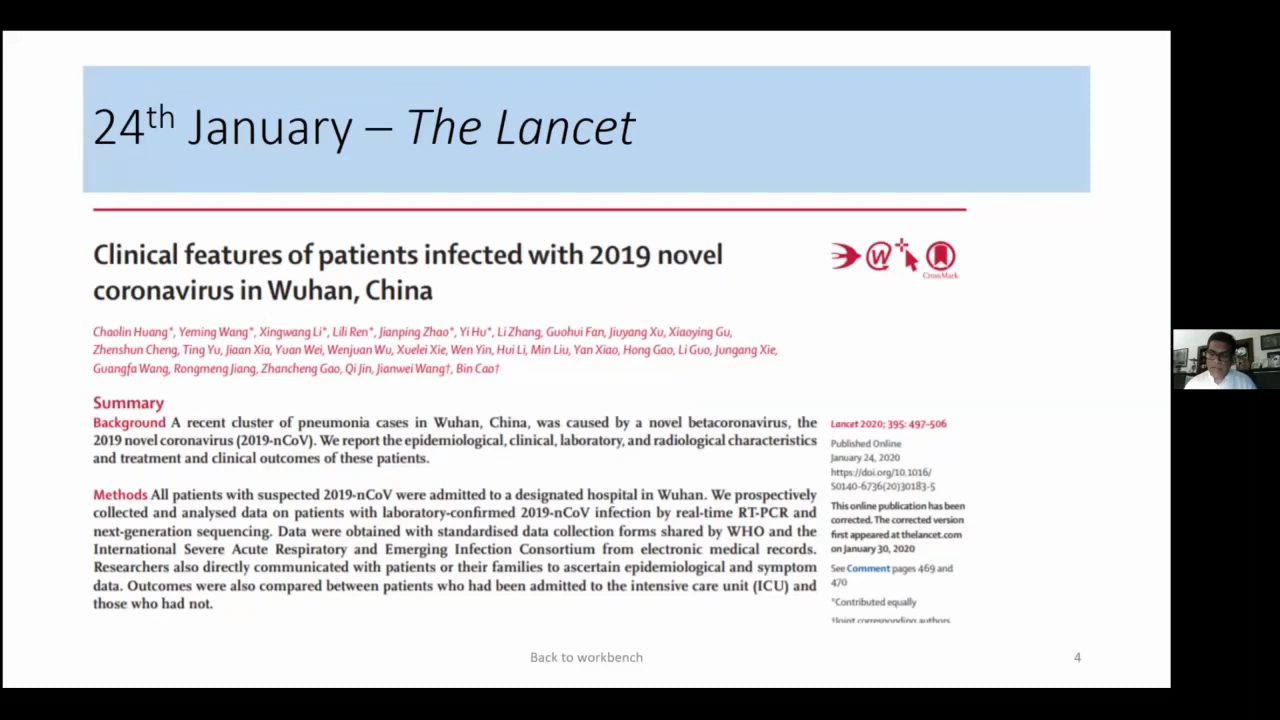 24th January – The Lancet
Clinical features of patients infected with 2019 novel
coronavirus in Wuhan, China
CrossMark
Chaolin Huang*, Yeming Wang*, Xingwang Li*, Lili Ren*, Jianping Zhao*, Yi Hu*, Li Zhang, Guohui Fan, Jiuyang Xu, Xiaoying Gu,
Zhenshun Cheng, Ting Yu, Jiaan Xia, Yuan Wei, Wenjuan Wu, Xuelei Xie, Wen Yin, Hui Li, Min Liu, Yan Xiao, Hong Gao, Li Guo, Jungang Xie,
Guangfa Wang, Rongmeng Jiang, Zhancheng Gao, Qi Jin, Jianwei Wang†, Bin Cao†
Summary
Background A recent cluster of pneumonia cases in Wuhan, China, was caused by a novel betacoronavirus, the
2019 novel coronavirus (2019-nCoV). We report the epidemiological, clinical, laboratory, and radiological characteristics
and treatment and clinical outcomes of these patients.
Methods All patients with suspected 2019-nCoV were admitted to a designated hospital in Wuhan. We prospectively
collected and analysed data on patients with laboratory-confirmed 2019-nCoV infection by real-time RT-PCR and
next-generation sequencing. Data were obtained with standardised data collection forms shared by WHO and the
International Severe Acute Respiratory and Emerging Infection Consortium from electronic medical records.
Researchers also directly communicated with patients or their families to ascertain epidemiological and symptom
data. Outcomes were also compared between patients who had been admitted to the intensive care unit (ICU) and
those who had not.
Lancet 2020; 395: 497–506
Published Online
January 24, 2020
https://doi.org/10.1016/
S0140-6736(20)30183-5
This online publication has been
corrected. The corrected version
first appeared at thelancet.com
on January 30, 2020
See Comment pages 469 and
470
*Contributed equally
†Joint corresponding authors
Back to workbench
4